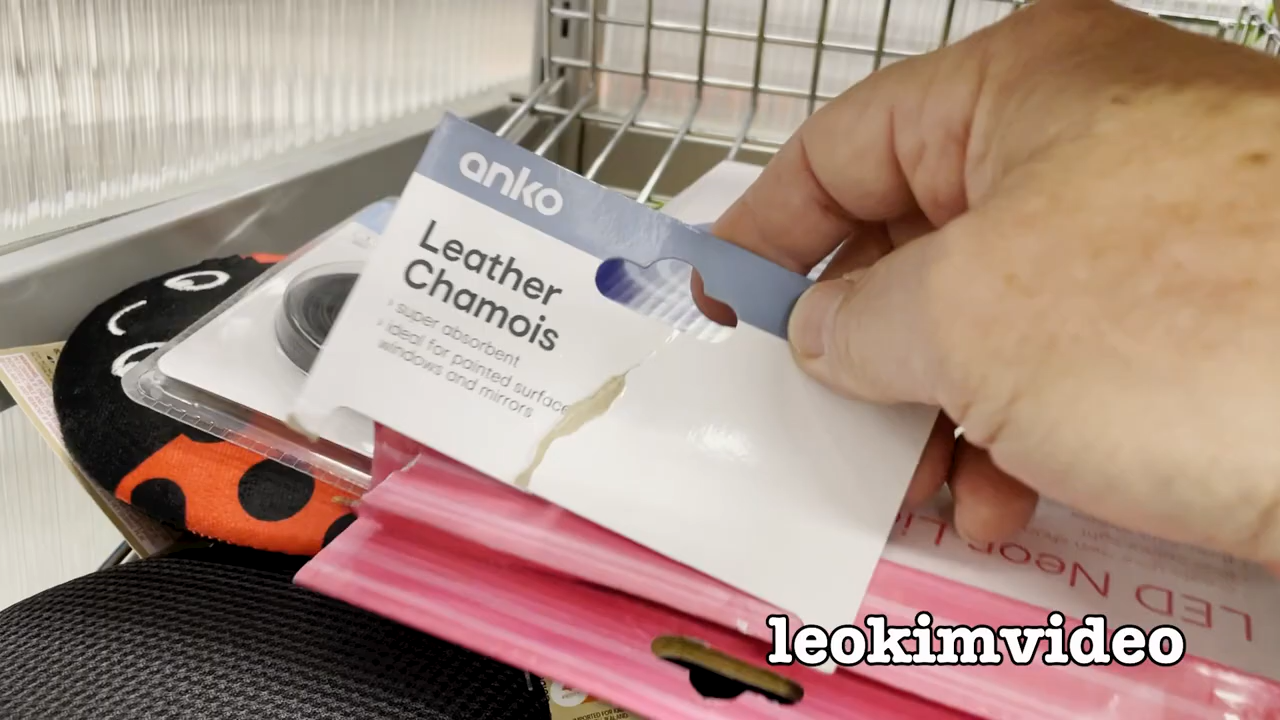 anko
Leather
Chamois
› super absorbent
› ideal for painted surface
windows and mirrors
LED Neon Li
leokimvideo